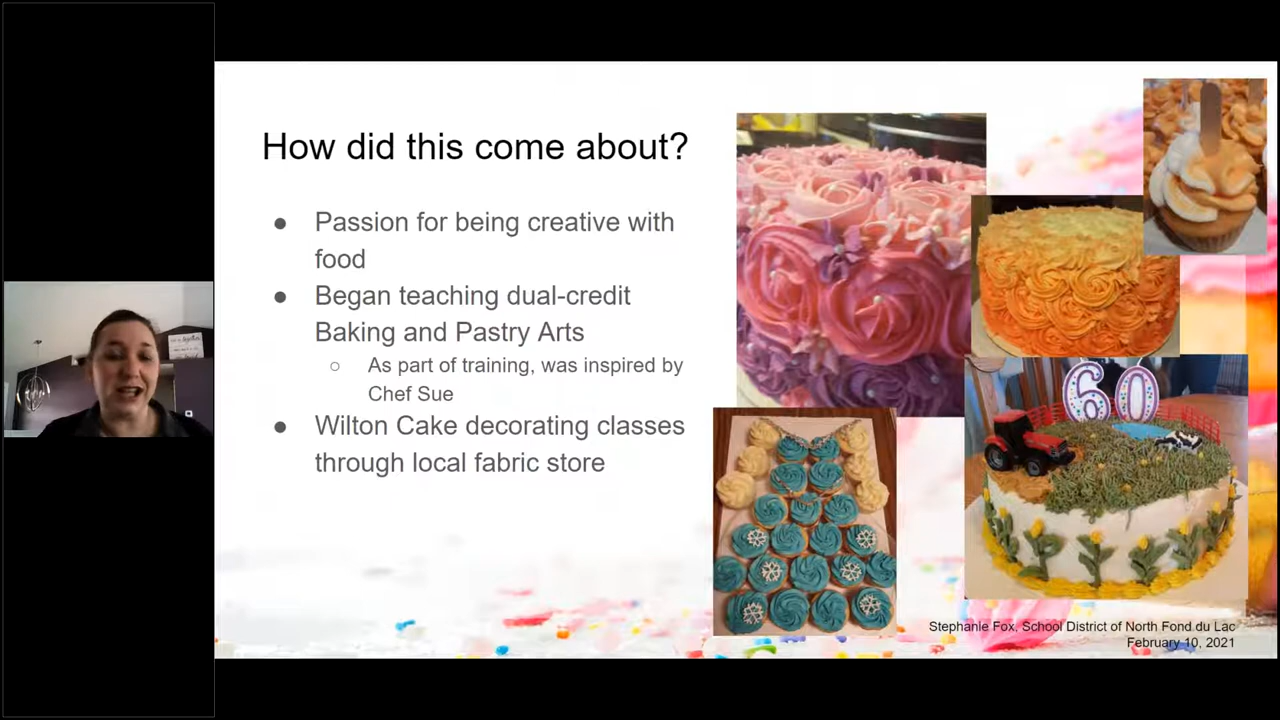 How did this come about?
Passion for being creative with
food
Began teaching dual-credit
Baking and Pastry Arts
As part of training, was inspired by
Chef Sue
Wilton Cake decorating classes
through local fabric store
60
Stephanie Fox, School District of North Fond du Lac
February 10, 2021